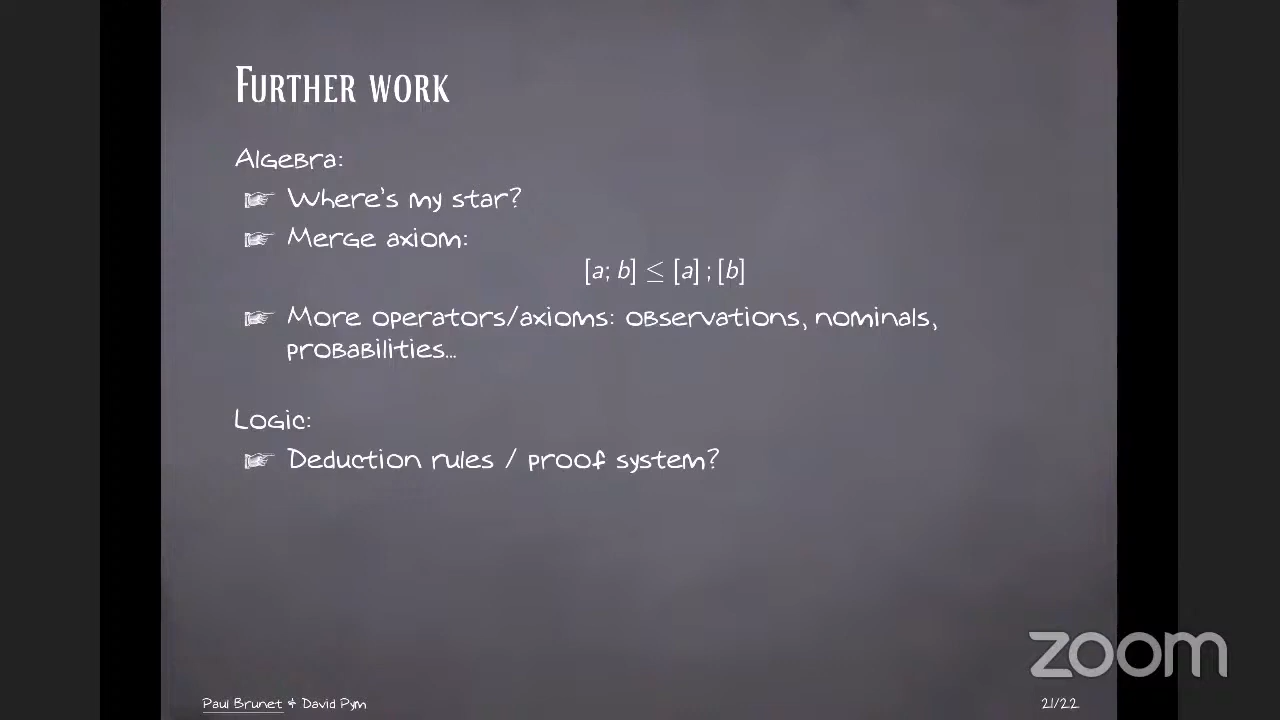 Further work
Algebra:
☞ Where's my star?
☞ Merge axiom:
[a; b] ≤ [a] ; [b]
☞ More operators/axioms: observations, nominals,
probabilities...
Logic:
☞ Deduction rules / proof system?
zoom
Paul Brunet & David Pym
21/22